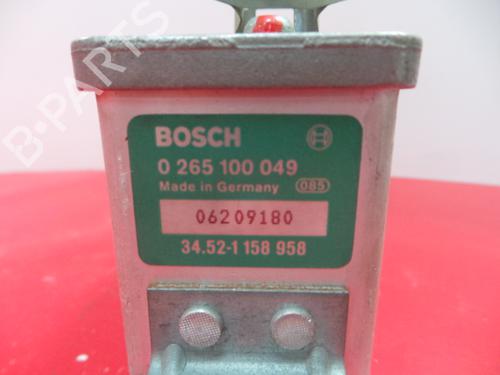 B-PARTS
BOSCH
0 265 100 049
Made in Germany 085
06209180
34.52-1 158 958